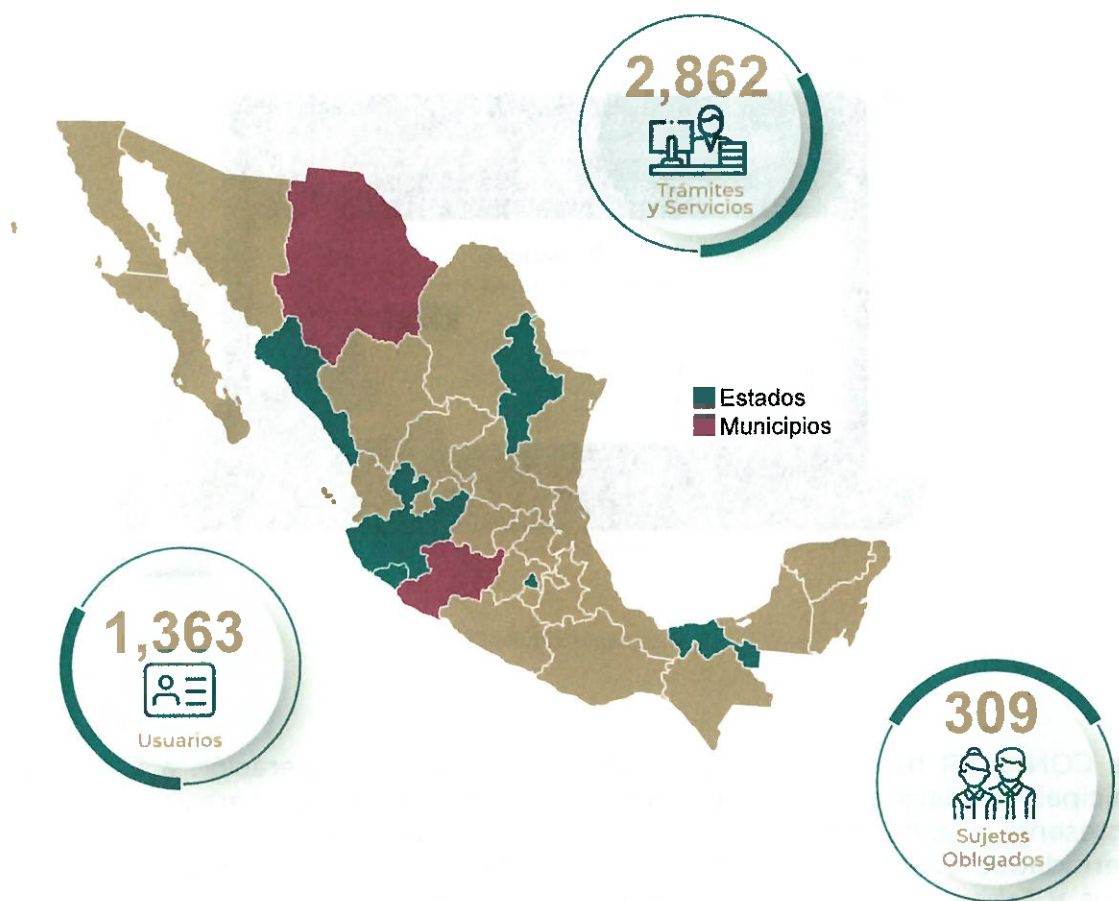 2,862
Trámites
y Servicios
Estados
Municipios
1,363
Usuarios
309
Sujetos
Obligados